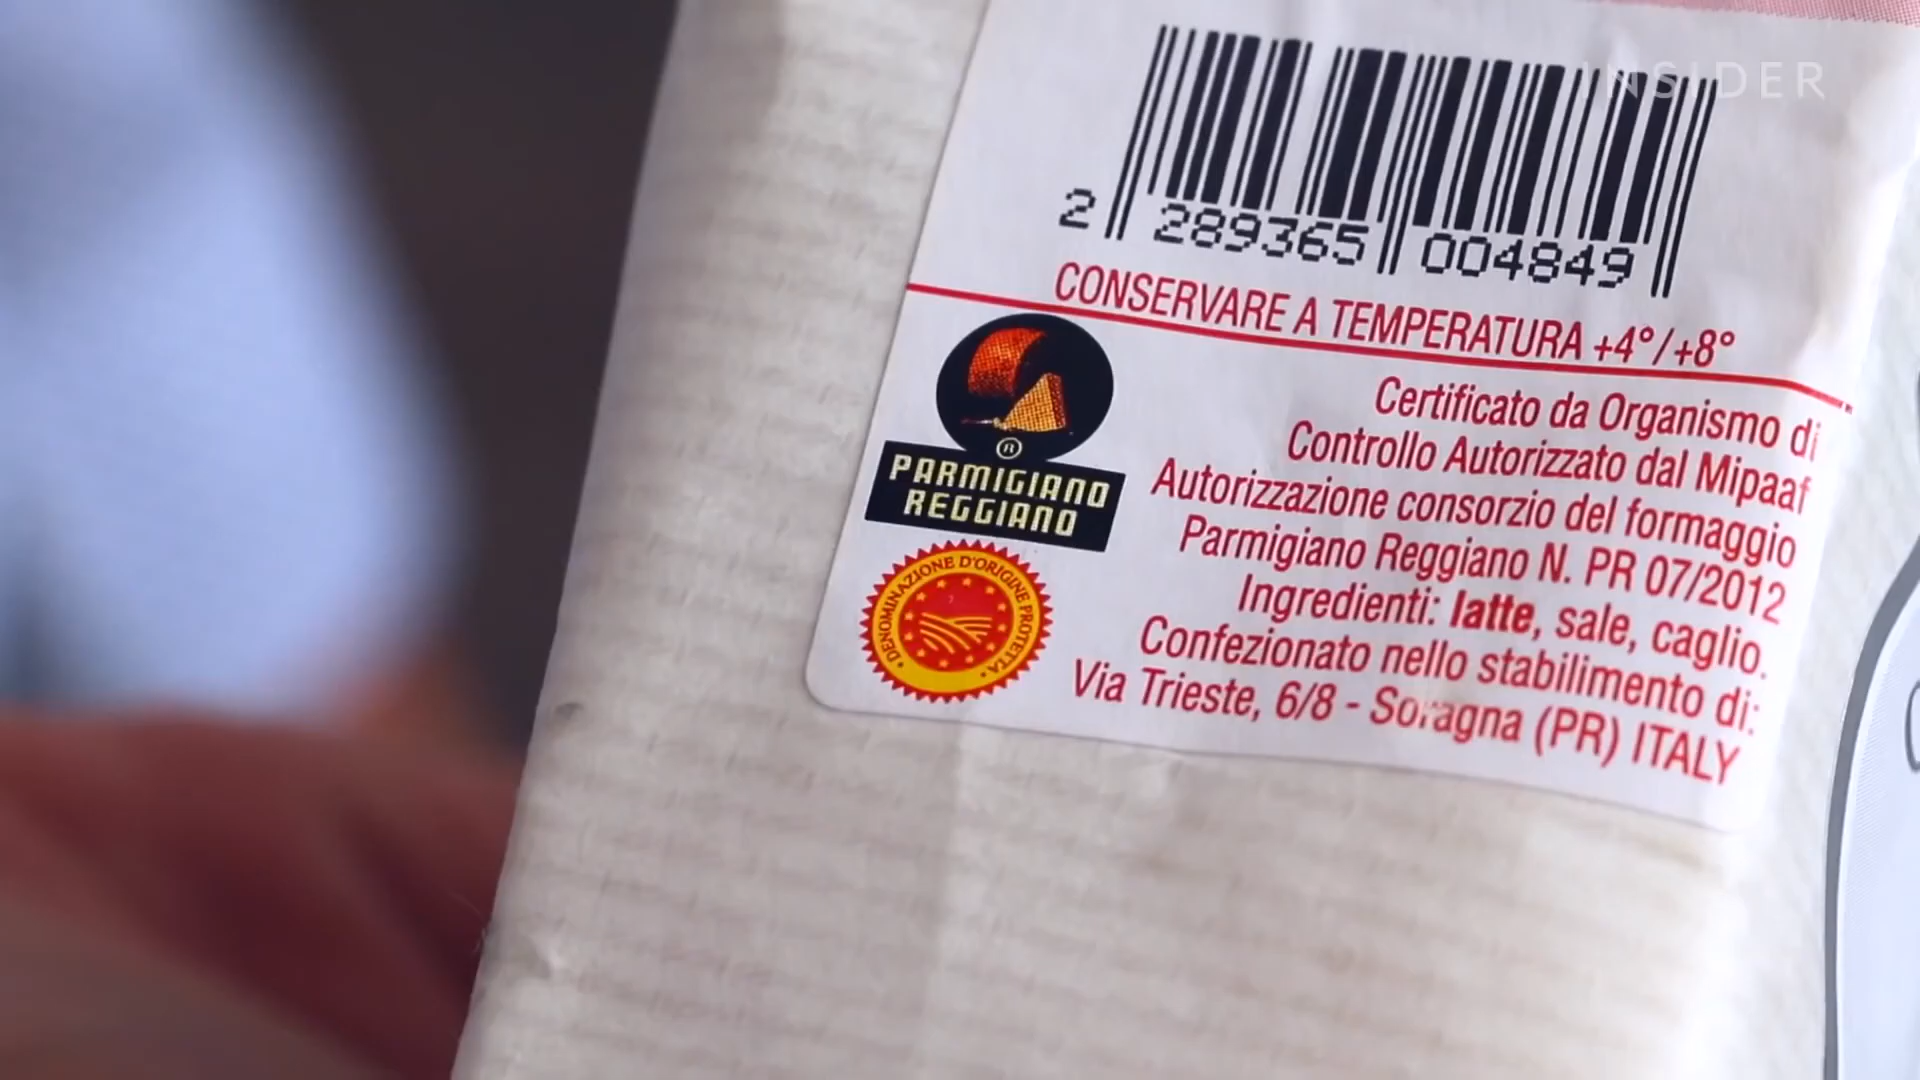 INSIDER
2 289365 004849
CONSERVARE A TEMPERATURA +4°/+8°
®
PARMIGIANO
REGGIANO
DENOMINAZIONE D'ORIGINE PROTETTA
Certificato da Organismo di
Controllo Autorizzato dal Mipaaf
Autorizzazione consorzio del formaggio
Parmigiano Reggiano N. PR 07/2012
Ingredienti: latte, sale, caglio.
Confezionato nello stabilimento di:
Via Trieste, 6/8 - Soragna (PR) ITALY